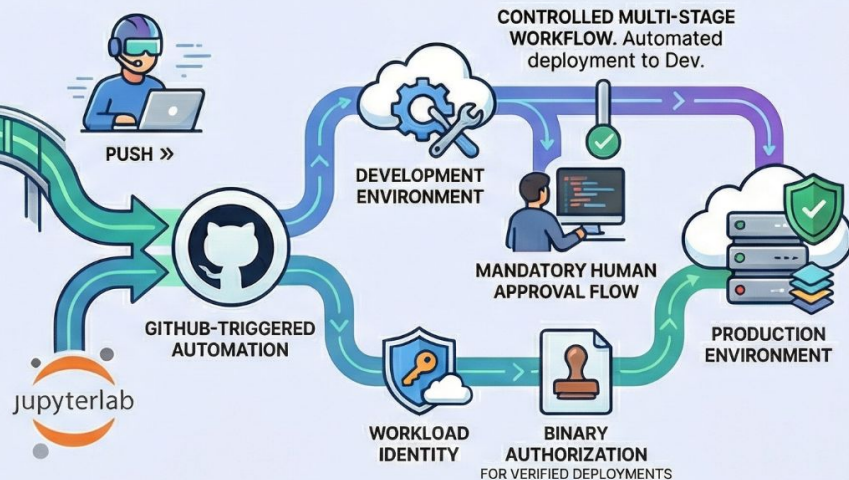 CONTROLLED MULTI-STAGE
WORKFLOW. Automated
deployment to Dev.
PUSH »
DEVELOPMENT
ENVIRONMENT
MANDATORY HUMAN
APPROVAL FLOW
GITHUB-TRIGGERED
AUTOMATION
PRODUCTION
ENVIRONMENT
jupyterlab
WORKLOAD
IDENTITY
BINARY
AUTHORIZATION
FOR VERIFIED DEPLOYMENTS